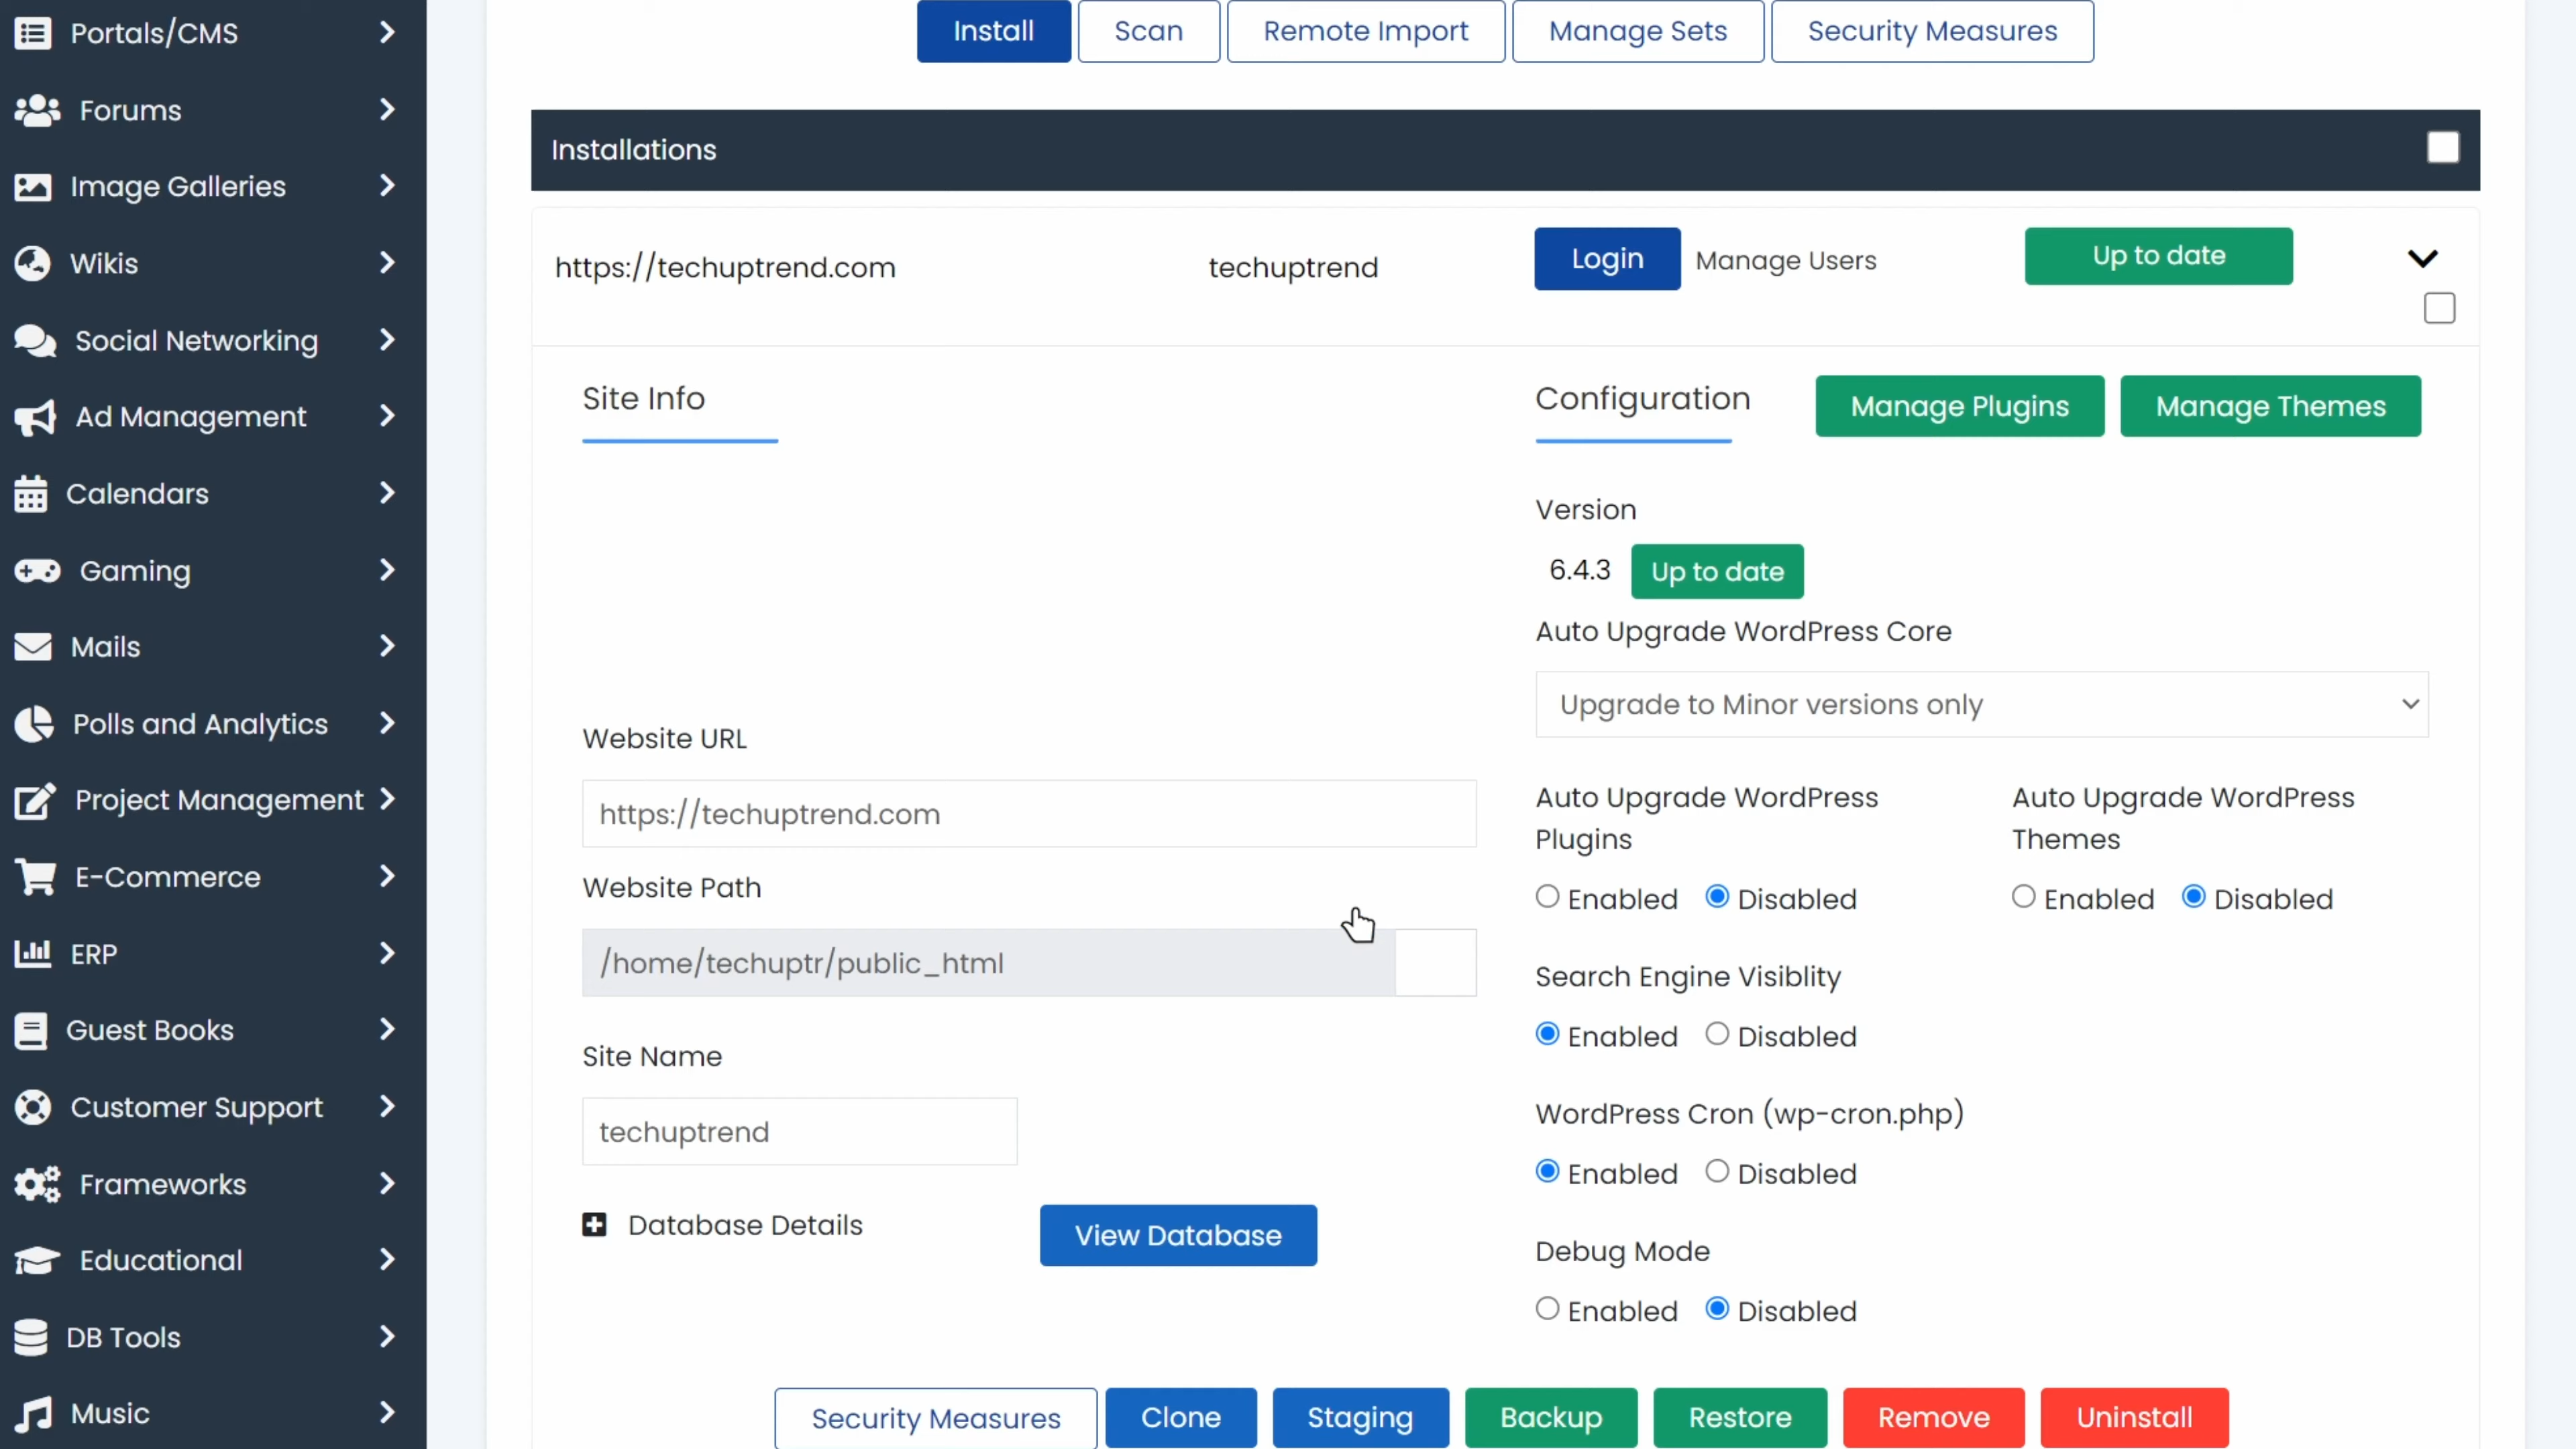 Portals/CMS
Forums
Image Galleries
Wikis
Social Networking
Ad Management
Calendars
Gaming
Mails
Polls and Analytics
Project Management
E-Commerce
ERP
Guest Books
Customer Support
Frameworks
Educational
DB Tools
Music
Install Scan Remote Import Manage Sets Security Measures
Installations
https://techuptrend.com techuptrend Login Manage Users Up to date
Site Info
Website URL
https://techuptrend.com
Website Path
/home/techuptr/public_html
Site Name
techuptrend
Database Details View Database
Configuration Manage Plugins Manage Themes
Version
6.4.3 Up to date
Auto Upgrade WordPress Core
Upgrade to Minor versions only
Auto Upgrade WordPress
Plugins
Enabled Disabled
Auto Upgrade WordPress
Themes
Enabled Disabled
Search Engine Visiblity
Enabled Disabled
WordPress Cron (wp-cron.php)
Enabled Disabled
Debug Mode
Enabled Disabled
Security Measures Clone Staging Backup Restore Remove Uninstall